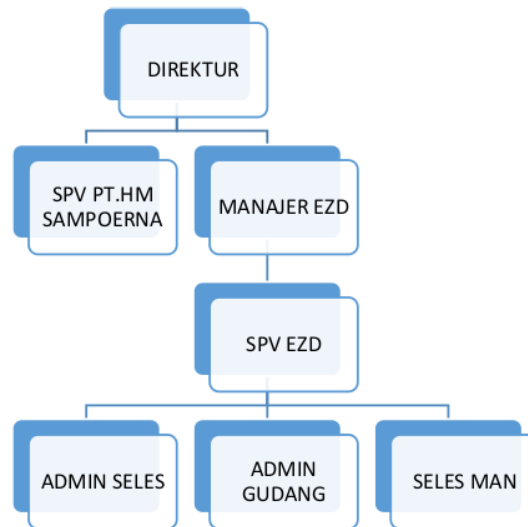 DIREKTUR
SPV PT.HM
SAMPOERNA
MANAJER EZD
SPV EZD
ADMIN SELES
ADMIN
GUDANG
SELES MAN